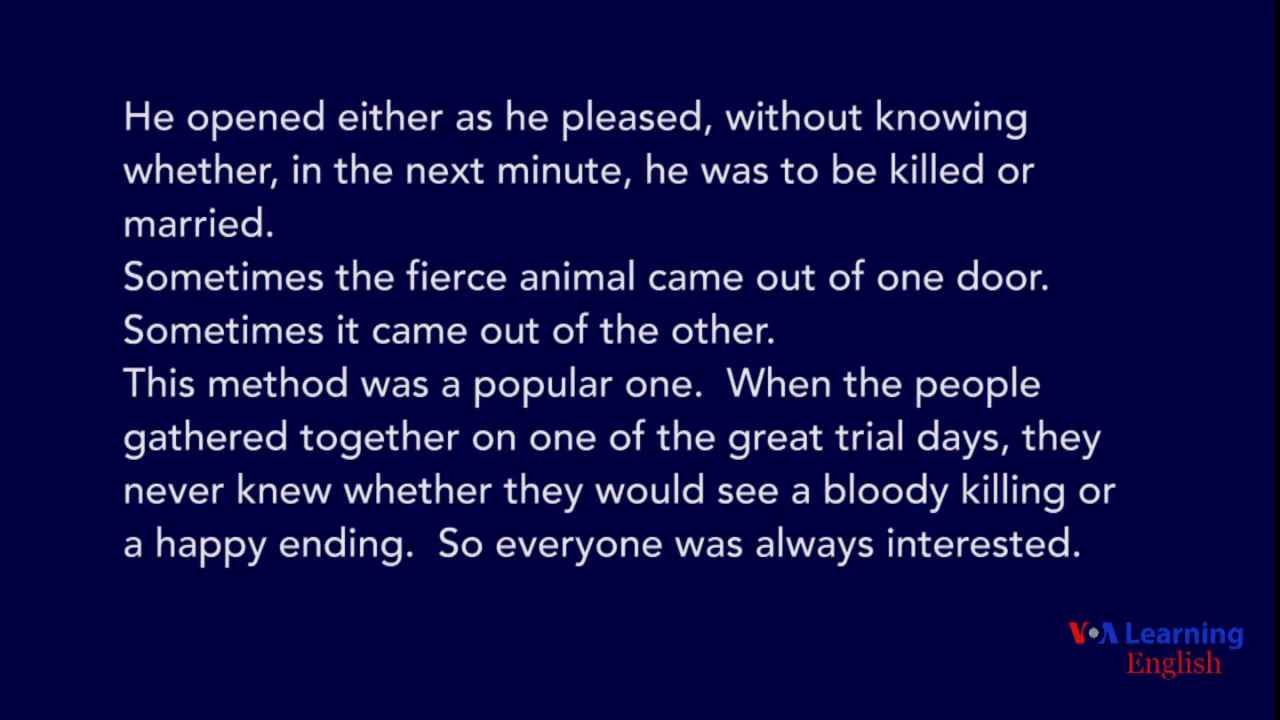 He opened either as he pleased, without knowing
whether, in the next minute, he was to be killed or
married.
Sometimes the fierce animal came out of one door.
Sometimes it came out of the other.
This method was a popular one.  When the people
gathered together on one of the great trial days, they
never knew whether they would see a bloody killing or
a happy ending.  So everyone was always interested.
VOA Learning
English